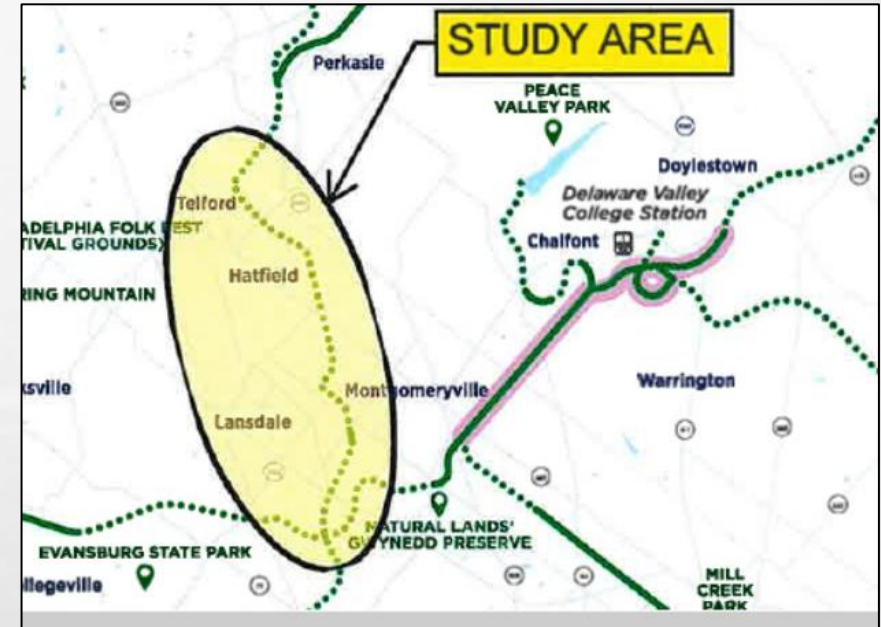 STUDY AREA
Perkasie
PEACE
VALLEY PARK
Doylestown
Telford
Delaware Valley
College Station
ADELPHIA FOLK FEST
TIVAL GROUNDS)
Chalfont
Hatfield
RING MOUNTAIN
ksville
Montgomeryville
Warrington
Lansdale
NATURAL LANDS'
GWYNEDD PRESERVE
EVANSBURG STATE PARK
llegeville
MILL
CREEK
PARK